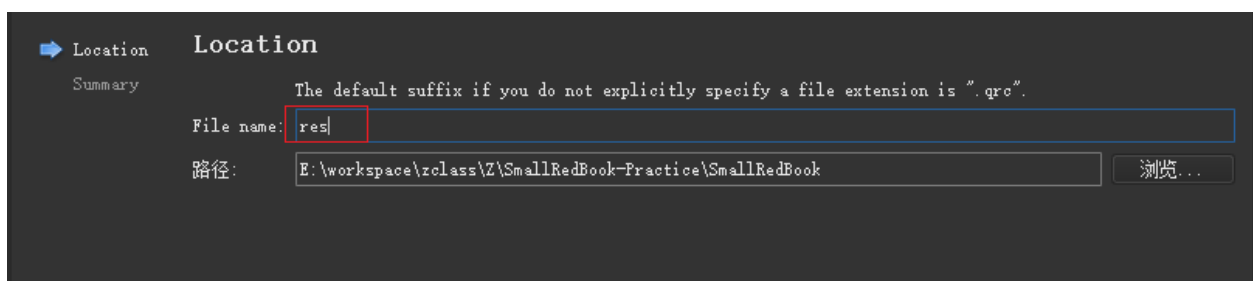 Location
Summary
Location
The default suffix if you do not explicitly specify a file extension is ".qrc".
File name: res
路径: E:\workspace\zclass\Z\SmallRedBook-Practice\SmallRedBook 浏览...